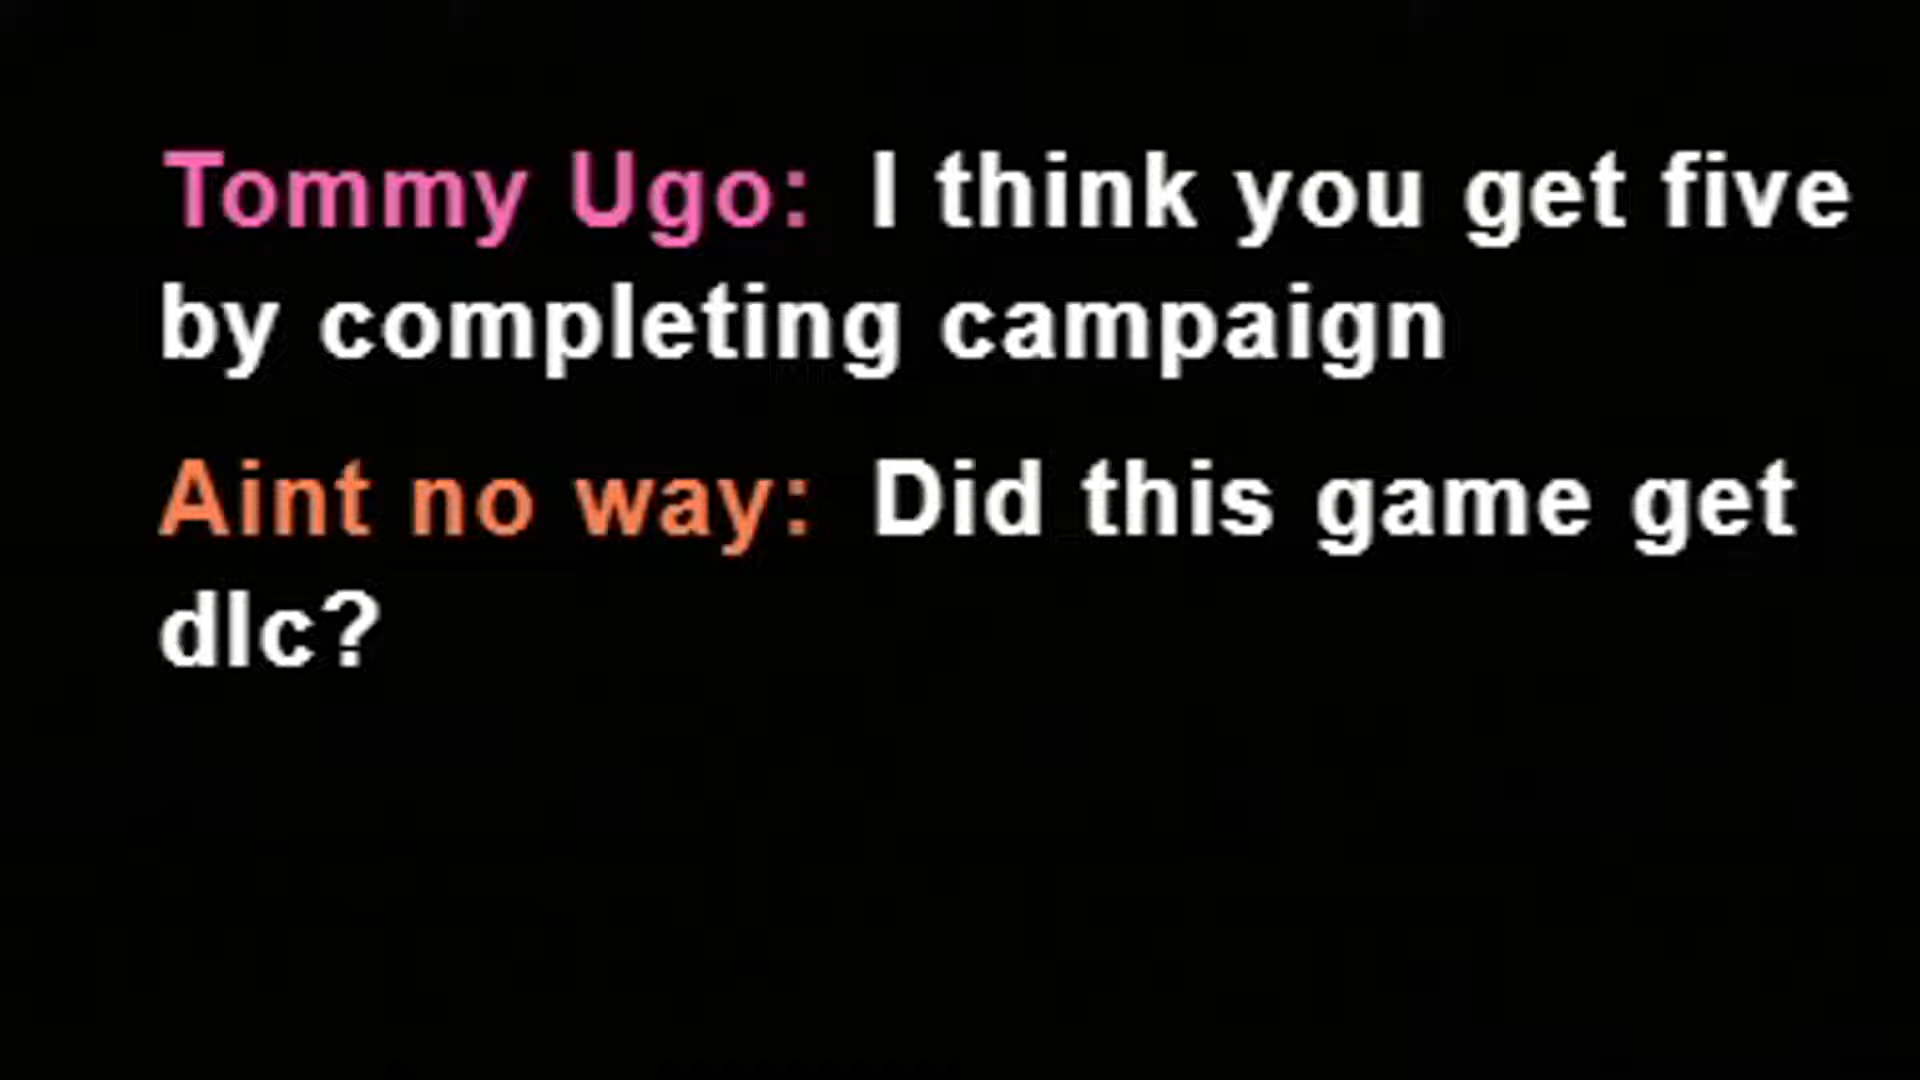 Tommy Ugo: I think you get five
by completing campaign
Aint no way: Did this game get
dlc?